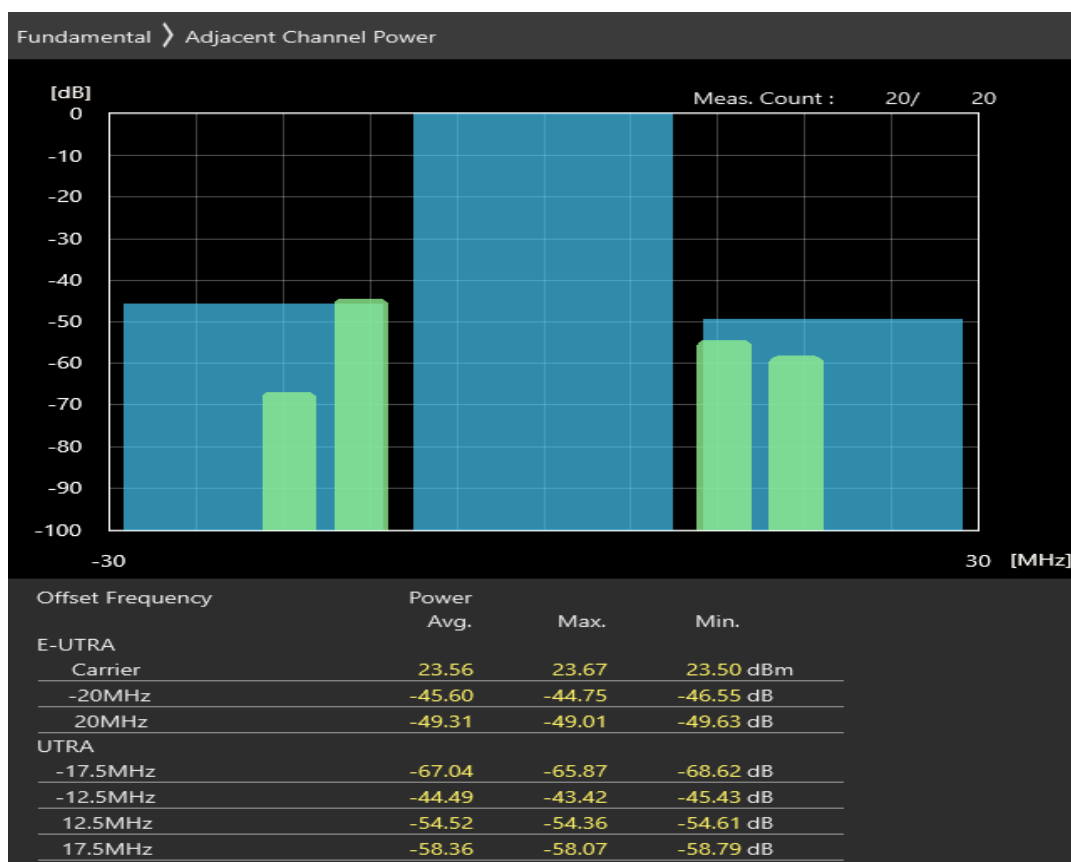 Fundamental ❯ Adjacent Channel Power
[dB]
Meas. Count : 20/ 20
0
-10
-20
-30
-40
-50
-60
-70
-80
-90
-100
-30 30 [MHz]
Offset Frequency Power
Avg. Max. Min.
E-UTRA
Carrier 23.56 23.67 23.50 dBm
-20MHz -45.60 -44.75 -46.55 dB
20MHz -49.31 -49.01 -49.63 dB
UTRA
-17.5MHz -67.04 -65.87 -68.62 dB
-12.5MHz -44.49 -43.42 -45.43 dB
12.5MHz -54.52 -54.36 -54.61 dB
17.5MHz -58.36 -58.07 -58.79 dB